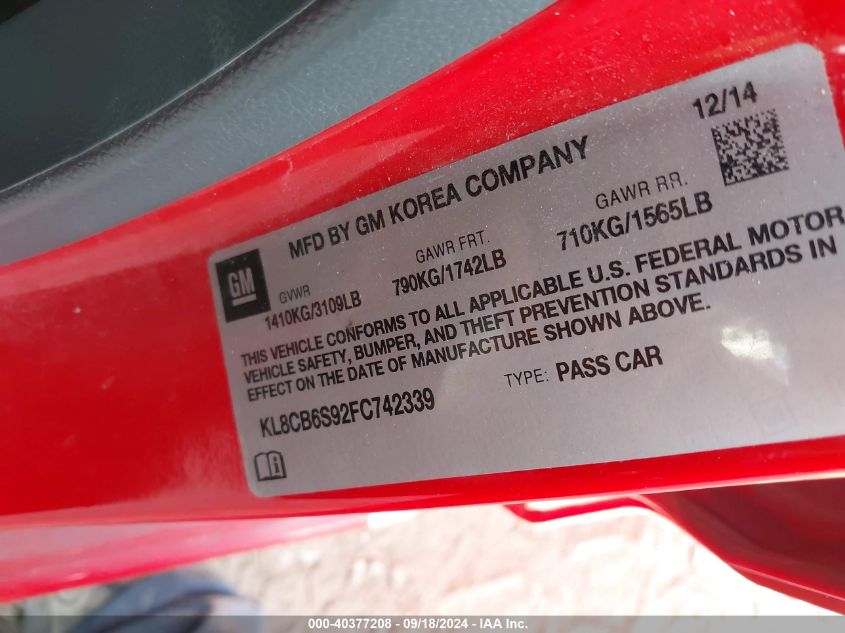 12/14
MFD BY GM KOREA COMPANY
GM
GVWR
1410KG/3109LB
GAWR FRT.
790KG/1742LB
GAWR RR.
710KG/1565LB
THIS VEHICLE CONFORMS TO ALL APPLICABLE U.S. FEDERAL MOTOR
VEHICLE SAFETY, BUMPER, AND THEFT PREVENTION STANDARDS IN
EFFECT ON THE DATE OF MANUFACTURE SHOWN ABOVE.
KL8CB6S92FC742339
TYPE: PASS CAR
000-40377208 - 09/18/2024 - IAA Inc.